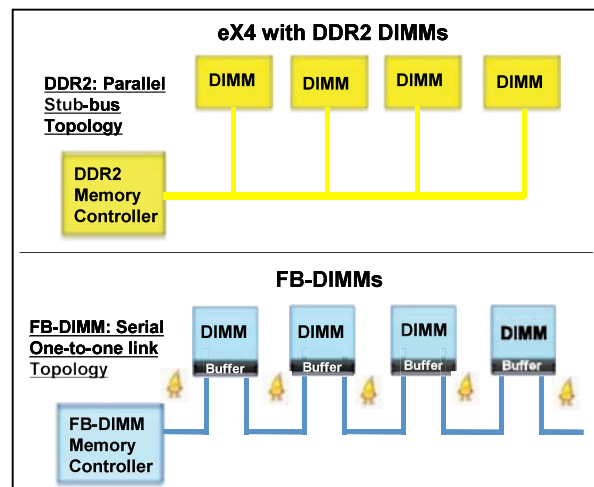 eX4 with DDR2 DIMMs
DDR2: Parallel
Stub-bus
Topology
DIMM
DIMM
DIMM
DIMM
DDR2
Memory
Controller
FB-DIMMs
FB-DIMM: Serial
One-to-one link
Topology
DIMM
DIMM
DIMM
DIMM
Buffer
Buffer
Buffer
Buffer
FB-DIMM
Memory
Controller